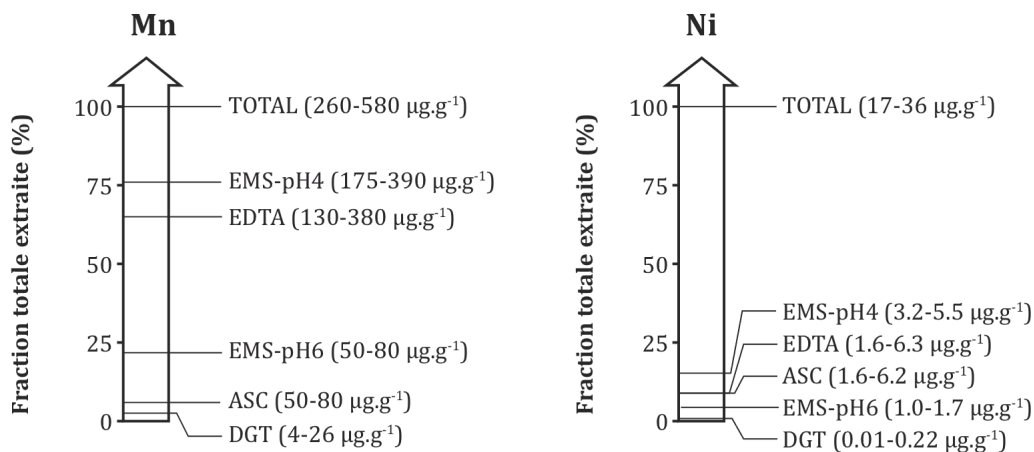 Mn
Fraction totale extraite (%)
100
75
50
25
0
TOTAL (260-580 µg.g⁻¹)
EMS-pH4 (175-390 µg.g⁻¹)
EDTA (130-380 µg.g⁻¹)
EMS-pH6 (50-80 µg.g⁻¹)
ASC (50-80 µg.g⁻¹)
DGT (4-26 µg.g⁻¹)
Ni
Fraction totale extraite (%)
100
75
50
25
0
TOTAL (17-36 µg.g⁻¹)
EMS-pH4 (3.2-5.5 µg.g⁻¹)
EDTA (1.6-6.3 µg.g⁻¹)
ASC (1.6-6.2 µg.g⁻¹)
EMS-pH6 (1.0-1.7 µg.g⁻¹)
DGT (0.01-0.22 µg.g⁻¹)